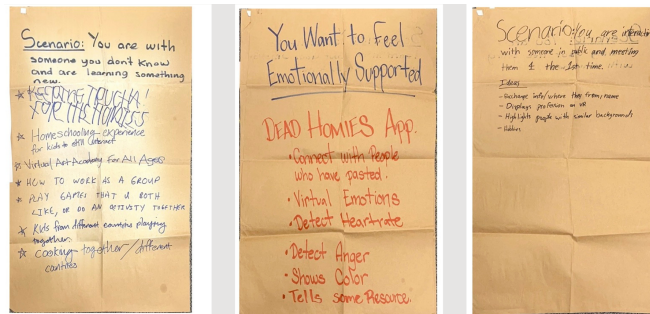 Scenario: You are with
someone you don't know
and are learning something
new.
☆ Homeschooling experience
for kids to still interact
☆ Virtual Art Academy For All Ages
☆ HOW TO WORK AS A GROUP
☆ PLAY GAMES THAT U BOTH
LIKE, OR DO AN ACTIVITY TOGETHER
☆ Kids from different countries playing
together
☆ Cooking together/different
You Want to Feel
Emotionally Supported
DEAD HOMIES App.
• Connect with People
who have pasted.
• Virtual Emotions
• Detect Heartrate
• Detect Anger
• Shows Color
• Tells some Resource.
Scenario: You are
with someone in public and meeting
them 4 the 1st time.
Ideas
- Exchange info/where they from/name
- Displays profession on VR
- Highlights people with similar backgrounds